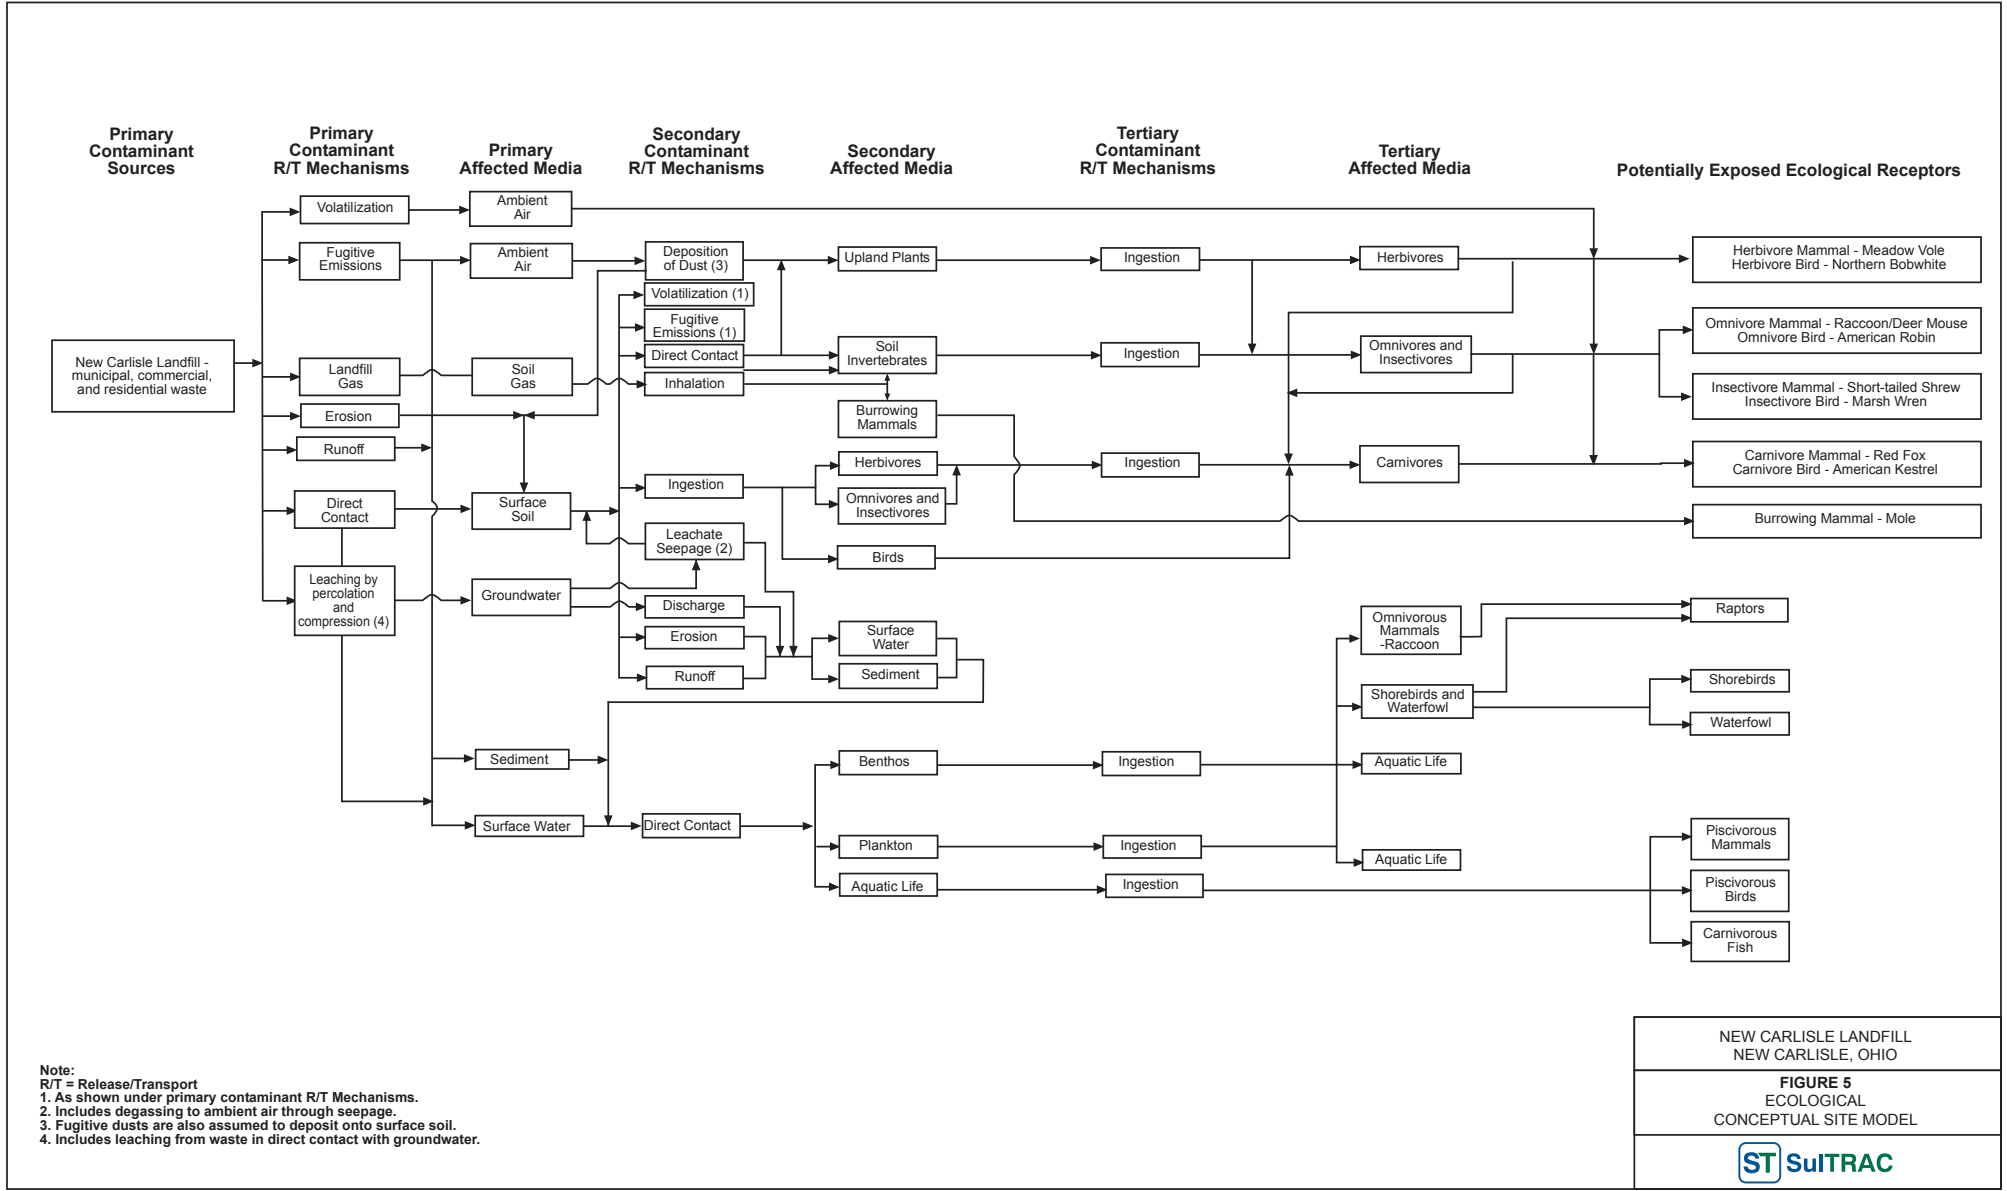 Primary
Contaminant
Sources
Primary
Contaminant
R/T Mechanisms
Primary
Affected Media
Secondary
Contaminant
R/T Mechanisms
Secondary
Affected Media
Tertiary
Contaminant
R/T Mechanisms
Tertiary
Affected Media
Potentially Exposed Ecological Receptors
New Carlisle Landfill -
municipal, commercial,
and residential waste
Volatilization
Fugitive
Emissions
Landfill
Gas
Erosion
Runoff
Direct
Contact
Leaching by
percolation
and
compression (4)
Ambient
Air
Ambient
Air
Soil
Gas
Surface
Soil
Groundwater
Sediment
Surface Water
Deposition
of Dust (3)
Volatilization (1)
Fugitive
Emissions (1)
Direct Contact
Inhalation
Ingestion
Leachate
Seepage (2)
Discharge
Erosion
Runoff
Direct Contact
Upland Plants
Soil
Invertebrates
Burrowing
Mammals
Herbivores
Omnivores and
Insectivores
Birds
Surface
Water
Sediment
Benthos
Plankton
Aquatic Life
Ingestion
Ingestion
Ingestion
Ingestion
Ingestion
Ingestion
Herbivores
Omnivores and
Insectivores
Carnivores
Omnivorous
Mammals
-Raccoon
Shorebirds and
Waterfowl
Aquatic Life
Aquatic Life
Herbivore Mammal - Meadow Vole
Herbivore Bird - Northern Bobwhite
Omnivore Mammal - Raccoon/Deer Mouse
Omnivore Bird - American Robin
Insectivore Mammal - Short-tailed Shrew
Insectivore Bird - Marsh Wren
Carnivore Mammal - Red Fox
Carnivore Bird - American Kestrel
Burrowing Mammal - Mole
Raptors
Shorebirds
Waterfowl
Piscivorous
Mammals
Piscivorous
Birds
Carnivorous
Fish
Note:
R/T = Release/Transport
1. As shown under primary contaminant R/T Mechanisms.
2. Includes degassing to ambient air through seepage.
3. Fugitive dusts are also assumed to deposit onto surface soil.
4. Includes leaching from waste in direct contact with groundwater.
NEW CARLISLE LANDFILL
NEW CARLISLE, OHIO
FIGURE 5
ECOLOGICAL
CONCEPTUAL SITE MODEL
ST SulTRAC